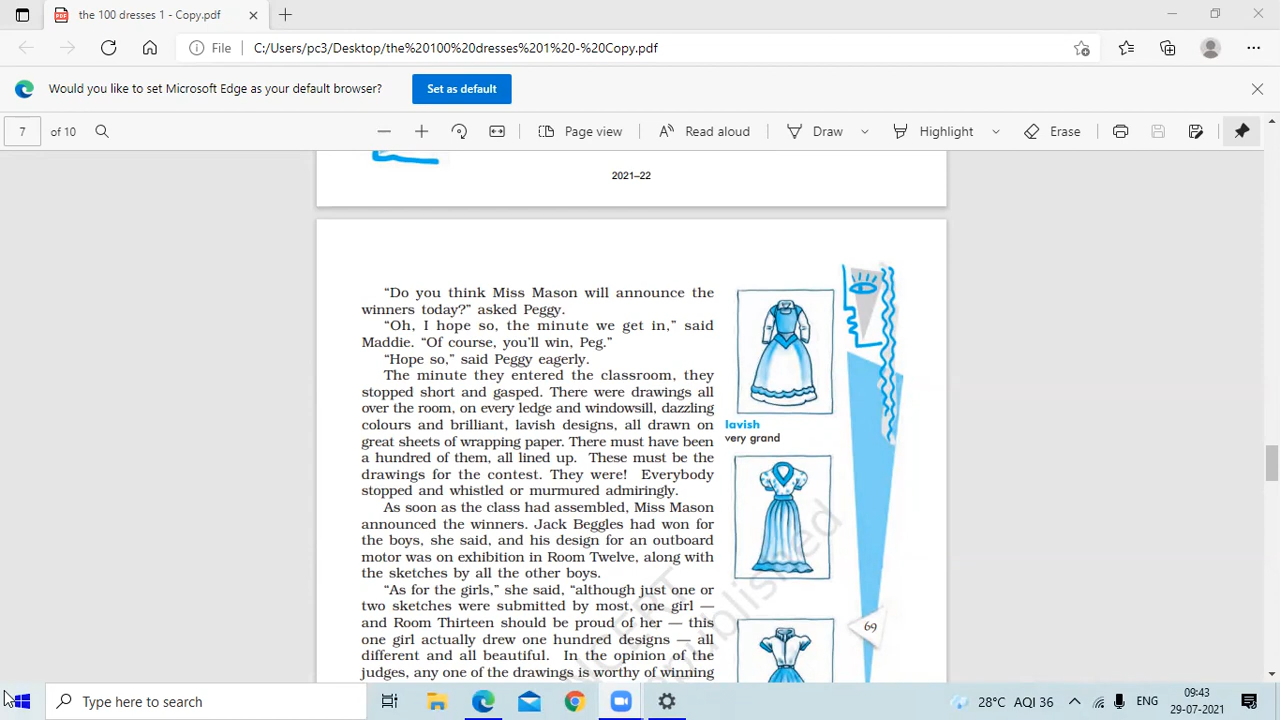 the 100 dresses 1 - Copy.pdf
File C:/Users/pc3/Desktop/the%20100%20dresses%201%20-%20Copy.pdf
Would you like to set Microsoft Edge as your default browser? Set as default
7 of 10 Page view Read aloud Draw Highlight Erase
2021–22
“Do you think Miss Mason will announce the
winners today?” asked Peggy.
“Oh, I hope so, the minute we get in,” said
Maddie. “Of course, you’ll win, Peg.”
“Hope so,” said Peggy eagerly.
The minute they entered the classroom, they
stopped short and gasped. There were drawings all
over the room, on every ledge and windowsill, dazzling
colours and brilliant, lavish designs, all drawn on
great sheets of wrapping paper. There must have been
a hundred of them, all lined up. These must be the
drawings for the contest. They were! Everybody
stopped and whistled or murmured admiringly.
As soon as the class had assembled, Miss Mason
announced the winners. Jack Beggles had won for
the boys, she said, and his design for an outboard
motor was on exhibition in Room Twelve, along with
the sketches by all the other boys.
“As for the girls,” she said, “although just one or
two sketches were submitted by most, one girl —
and Room Thirteen should be proud of her — this
one girl actually drew one hundred designs — all
different and all beautiful. In the opinion of the
judges, any one of the drawings is worthy of winning
lavish
very grand
69
Type here to search
28°C AQI 36 ENG 09:43
29-07-2021